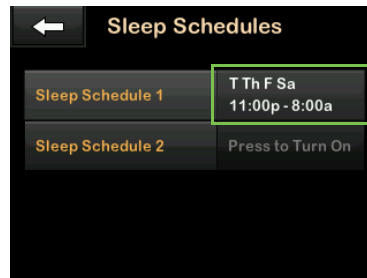 Sleep Schedules
Sleep Schedule 1
T Th F Sa
11:00p - 8:00a
Sleep Schedule 2
Press to Turn On